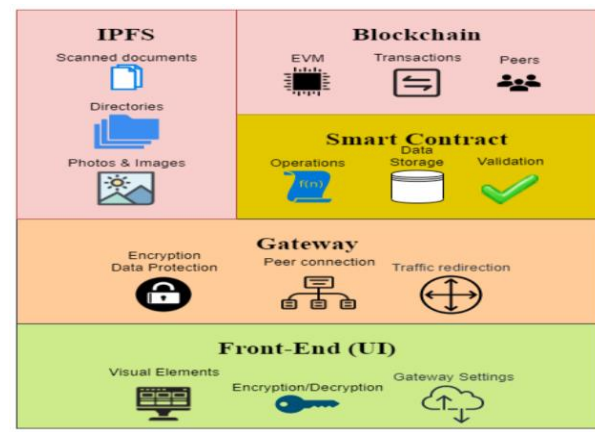 IPFS
Scanned documents
Directories
Photos & Images
Blockchain
EVM
Transactions
Peers
Smart Contract
Operations
f(n)
Data
Storage
Validation
Gateway
Encryption
Data Protection
Peer connection
Traffic redirection
Front-End (UI)
Visual Elements
Encryption/Decryption
Gateway Settings